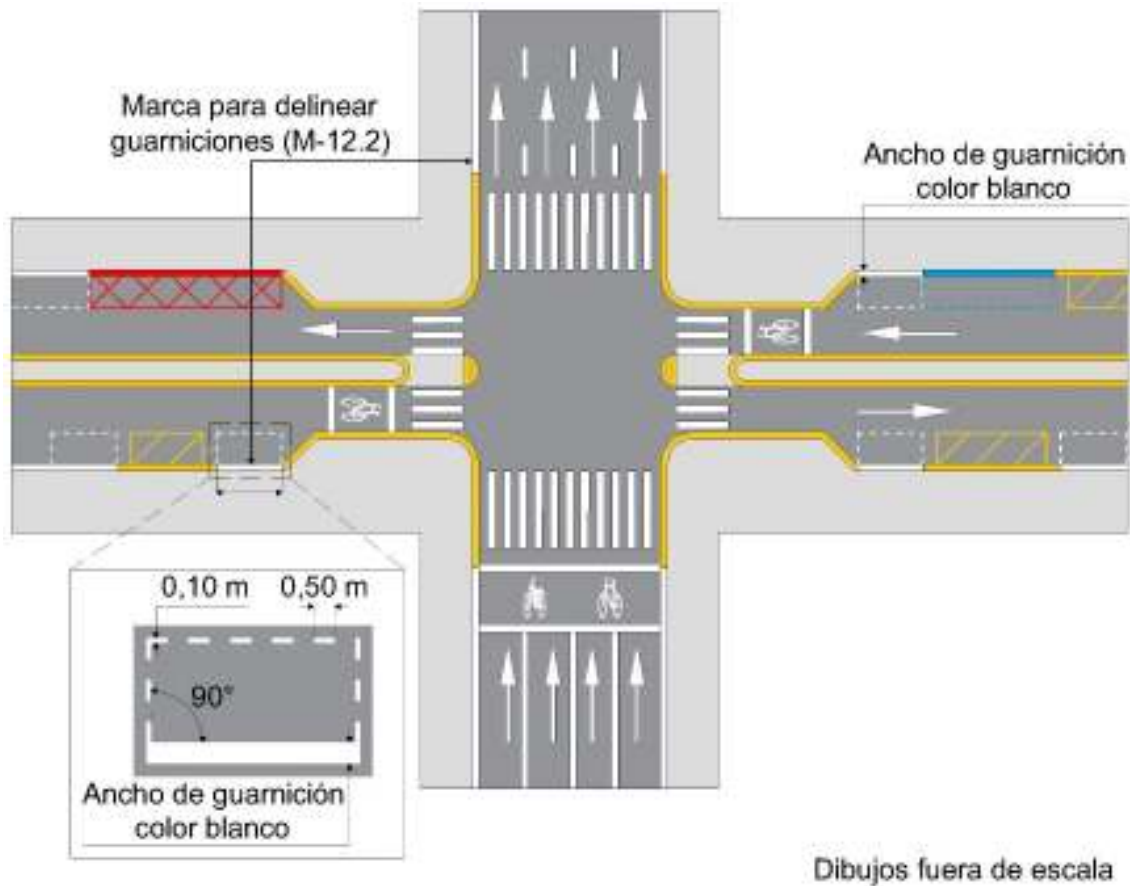 Marca para delinear
guarniciones (M-12.2)
Ancho de guarnición
color blanco
0,10 m
0,50 m
90°
Ancho de guarnición
color blanco
Dibujos fuera de escala